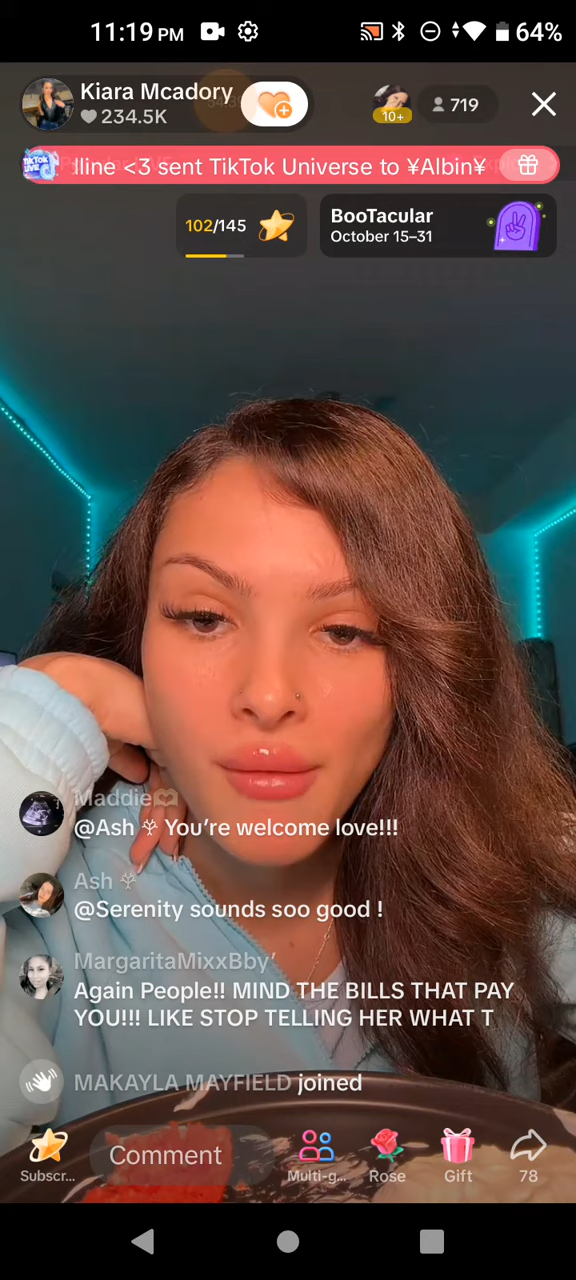 11:19 PM
64%
Kiara Mcadory
234.5K
10+
719
lline <3 sent TikTok Universe to ¥Albin¥
102/145
BooTacular
October 15–31
Maddie🫶🏽
@Ash 𖣂 You're welcome love!!!
Ash 𖣂
@Serenity sounds soo good !
MargaritaMixxBby'
Again People!! MIND THE BILLS THAT PAY
YOU!!! LIKE STOP TELLING HER WHAT T
MAKAYLA MAYFIELD joined
Comment
Subscr...
Multi-g...
Rose
Gift
78